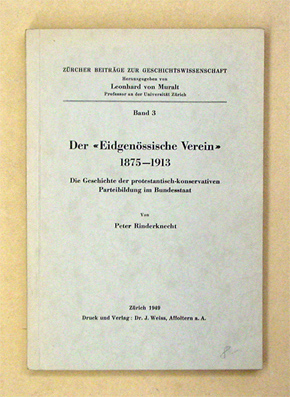 ZÜRCHER BEITRÄGE ZUR GESCHICHTSWISSENSCHAFT
Herausgegeben von
Leonhard von Muralt
Professor an der Universität Zürich
Band 3
Der «Eidgenössische Verein»
1875—1913
Die Geschichte der protestantisch-konservativen
Parteibildung im Bundesstaat
Von
Peter Rinderknecht
Zürich 1949
Druck und Verlag: Dr. J. Weiss, Affoltern a. A.